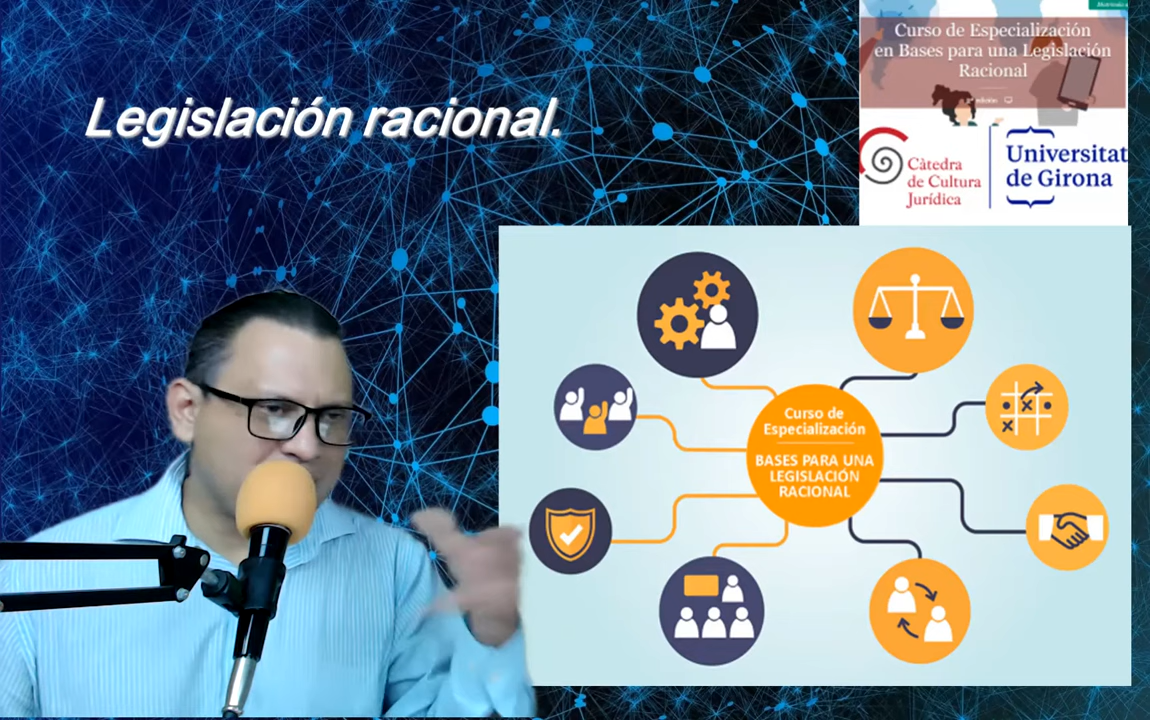 Legislación racional.
Curso de Especialización
en Bases para una Legislación
Racional
edición
Càtedra
de Cultura
Jurídica
Universitat
de Girona
Curso de
Especialización
BASES PARA UNA
LEGISLACIÓN
RACIONAL